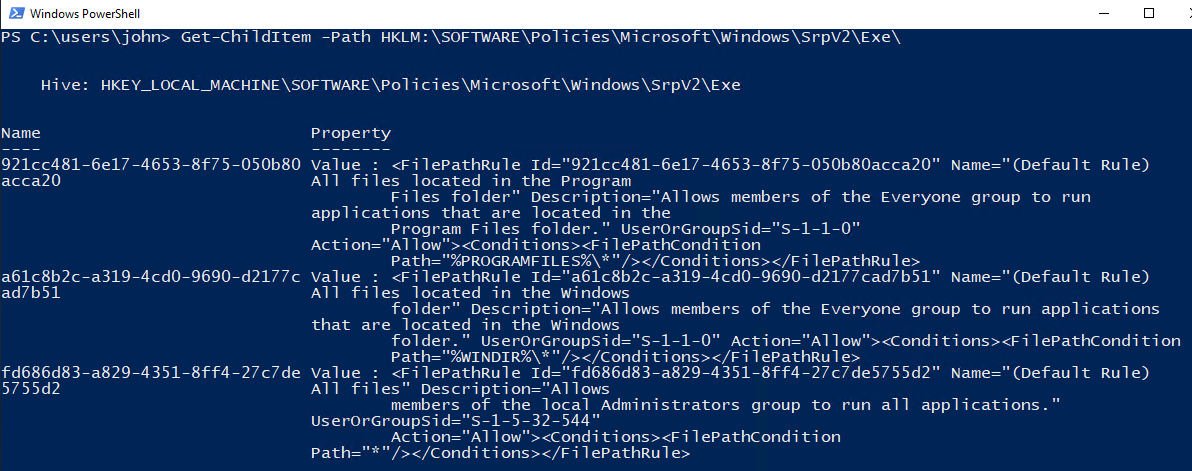 Windows PowerShell
PS C:\users\john> Get-ChildItem -Path HKLM:\SOFTWARE\Policies\Microsoft\Windows\SrpV2\Exe\
Hive: HKEY_LOCAL_MACHINE\SOFTWARE\Policies\Microsoft\Windows\SrpV2\Exe
Name                           Property
----                           --------
921cc481-6e17-4653-8f75-050b80 Value : <FilePathRule Id="921cc481-6e17-4653-8f75-050b80acca20" Name="(Default Rule)
acca20                         All files located in the Program
                                       Files folder" Description="Allows members of the Everyone group to run
                               applications that are located in the
                                       Program Files folder." UserOrGroupSid="S-1-1-0"
                               Action="Allow"><Conditions><FilePathCondition
                                       Path="%PROGRAMFILES%\*"/></Conditions></FilePathRule>
a61c8b2c-a319-4cd0-9690-d2177c Value : <FilePathRule Id="a61c8b2c-a319-4cd0-9690-d2177cad7b51" Name="(Default Rule)
ad7b51                         All files located in the Windows
                                       folder" Description="Allows members of the Everyone group to run applications
                               that are located in the Windows
                                       folder." UserOrGroupSid="S-1-1-0" Action="Allow"><Conditions><FilePathCondition
                                       Path="%WINDIR%\*"/></Conditions></FilePathRule>
fd686d83-a829-4351-8ff4-27c7de Value : <FilePathRule Id="fd686d83-a829-4351-8ff4-27c7de5755d2" Name="(Default Rule)
5755d2                         All files" Description="Allows
                                       members of the local Administrators group to run all applications."
                               UserOrGroupSid="S-1-5-32-544"
                                       Action="Allow"><Conditions><FilePathCondition
                               Path="*"/></Conditions></FilePathRule>